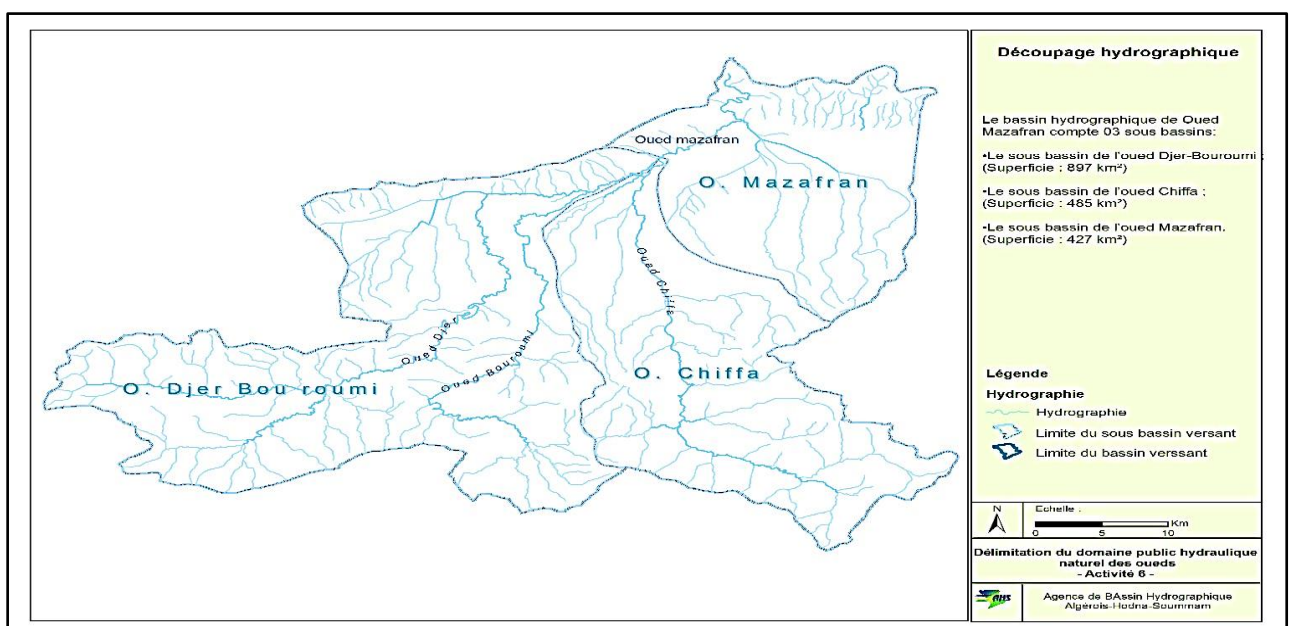 Découpage hydrographique
Le bassin hydrographique de Oued
Mazafran compte 03 sous bassins:
•Le sous bassin de l'oued Djer-Bouroumi ;
(Superficie : 897 km²)
•Le sous bassin de l'oued Chiffa ;
(Superficie : 485 km²)
•Le sous bassin de l'oued Mazafran.
(Superficie : 427 km²)
Oued mazafran
O. Mazafran
Oued Chiffa
Oued Djer
Oued Bouroumi
O. Djer Bou roumi
O. Chiffa
Légende
Hydrographie
Hydrographie
Limite du sous bassin versant
Limite du bassin verssant
N
Echelle :
Km
0 5 10
Délimitation du domaine public hydraulique
naturel des oueds
- Activité 6 -
AHS
Agence de BAssin Hydrographique
Algérois-Hodna-Soummam